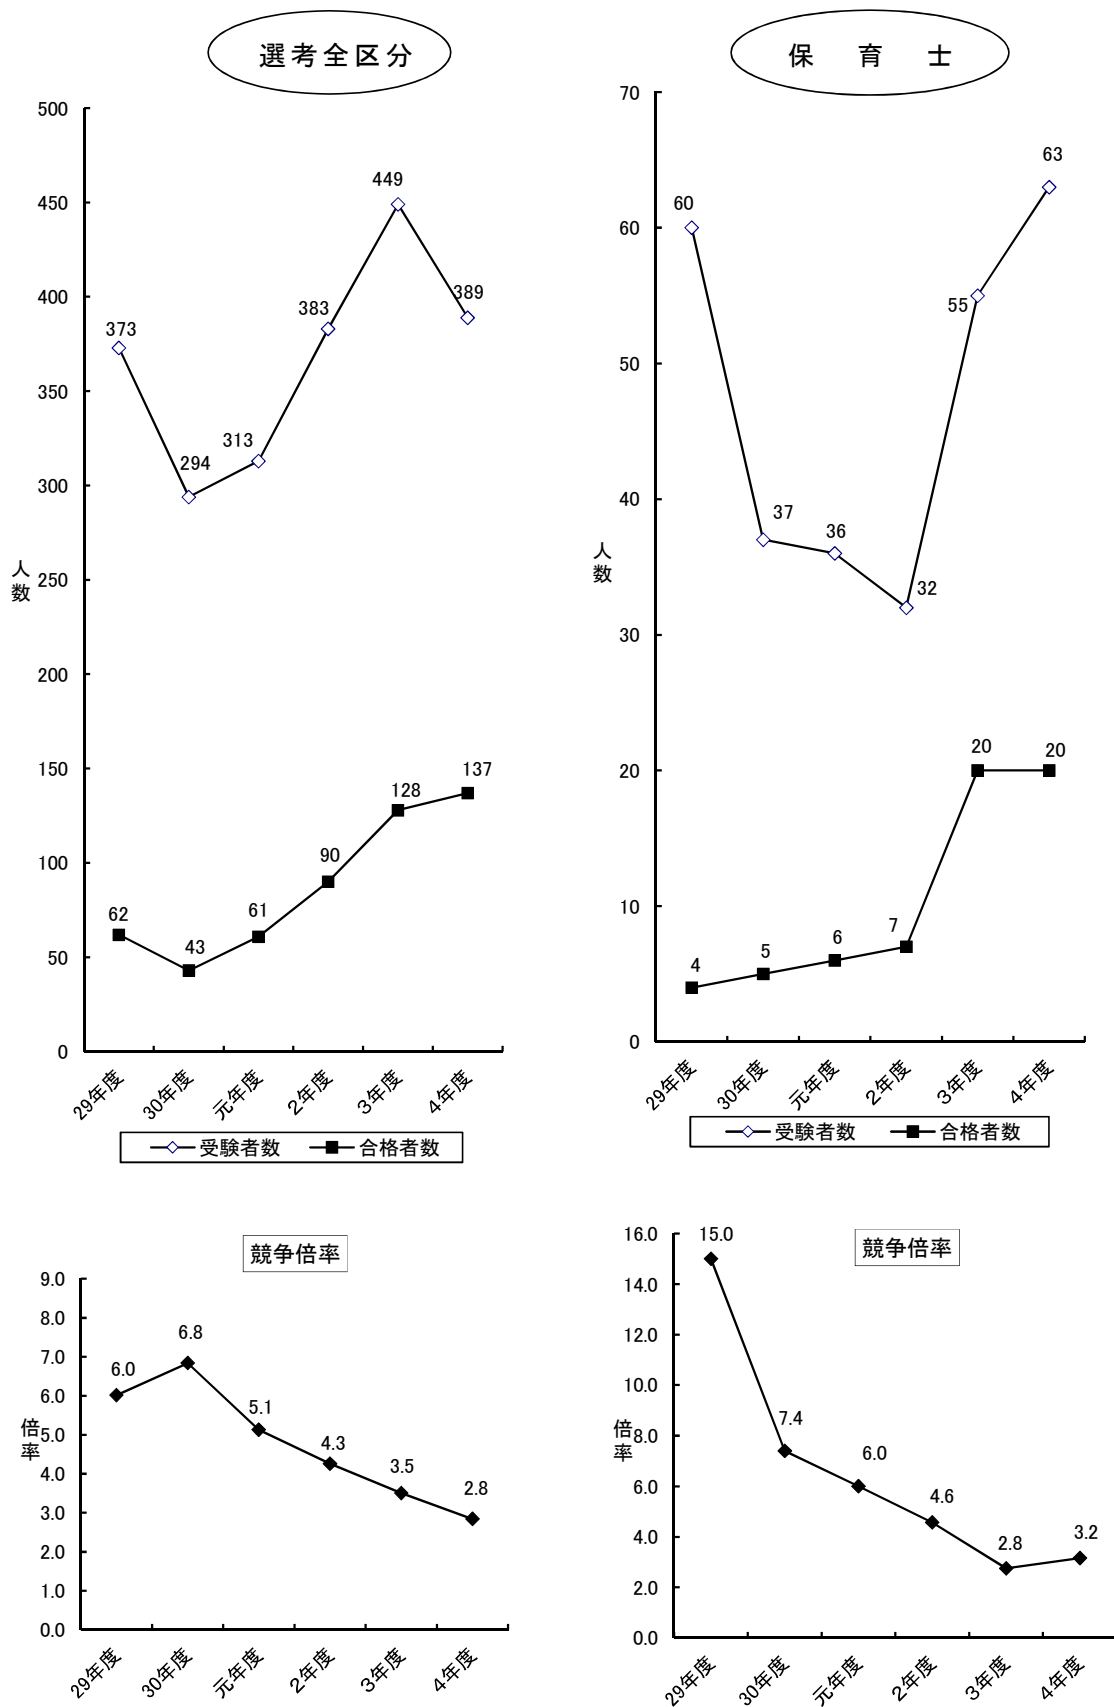 選考全区分
500
450
400
350
300
250
200
150
100
50
0
人数
373
294
313
383
449
389
62
43
61
90
128
137
29年度
30年度
元年度
2年度
3年度
4年度
受験者数 合格者数
保育士
70
60
50
40
30
20
10
0
人数
60
37
36
32
55
63
4
5
6
7
20
20
29年度
30年度
元年度
2年度
3年度
4年度
受験者数 合格者数
競争倍率
9.0
8.0
7.0
6.0
5.0
4.0
3.0
2.0
1.0
0.0
倍率
6.0
6.8
5.1
4.3
3.5
2.8
29年度
30年度
元年度
2年度
3年度
4年度
競争倍率
16.0
14.0
12.0
10.0
8.0
6.0
4.0
2.0
0.0
倍率
15.0
7.4
6.0
4.6
2.8
3.2
29年度
30年度
元年度
2年度
3年度
4年度